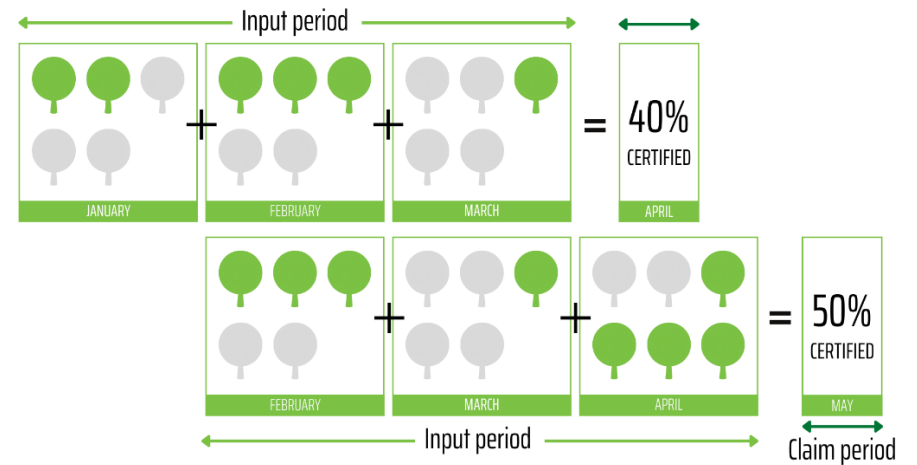 Input period
+
+
=
40%
CERTIFIED
JANUARY
FEBRUARY
MARCH
APRIL
+
+
=
50%
CERTIFIED
FEBRUARY
MARCH
APRIL
MAY
Input period
Claim period